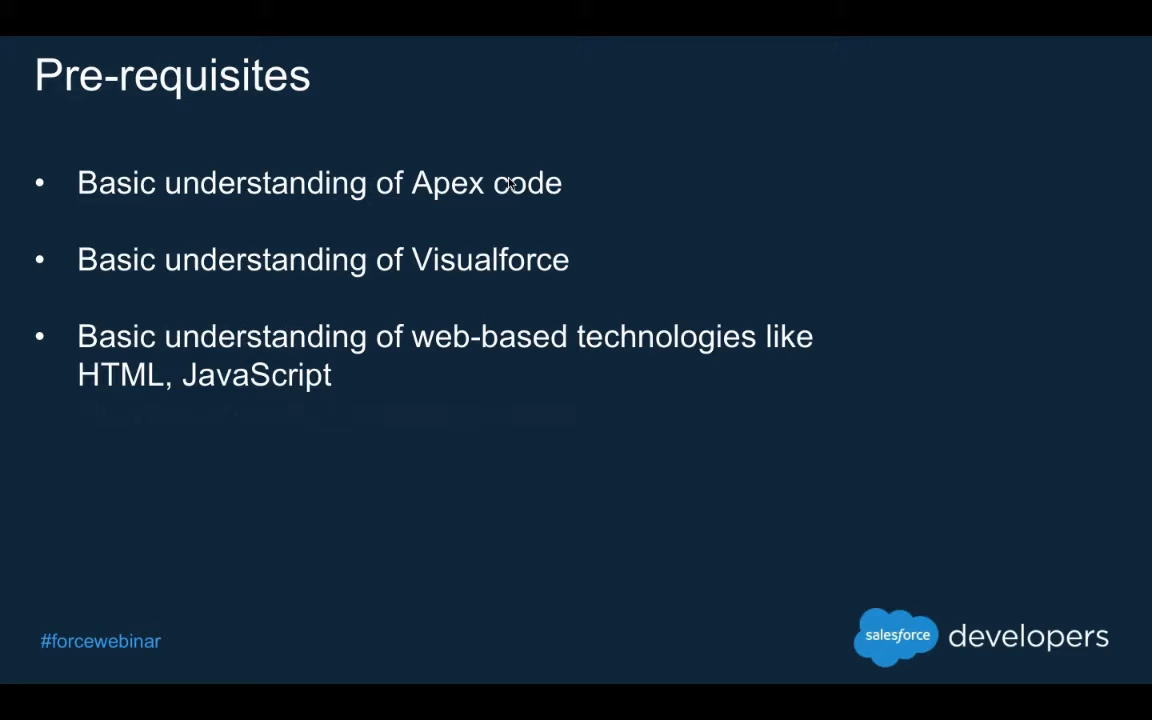 Pre-requisites
• Basic understanding of Apex code
• Basic understanding of Visualforce
• Basic understanding of web-based technologies like
HTML, JavaScript
#forcewebinar
salesforce developers